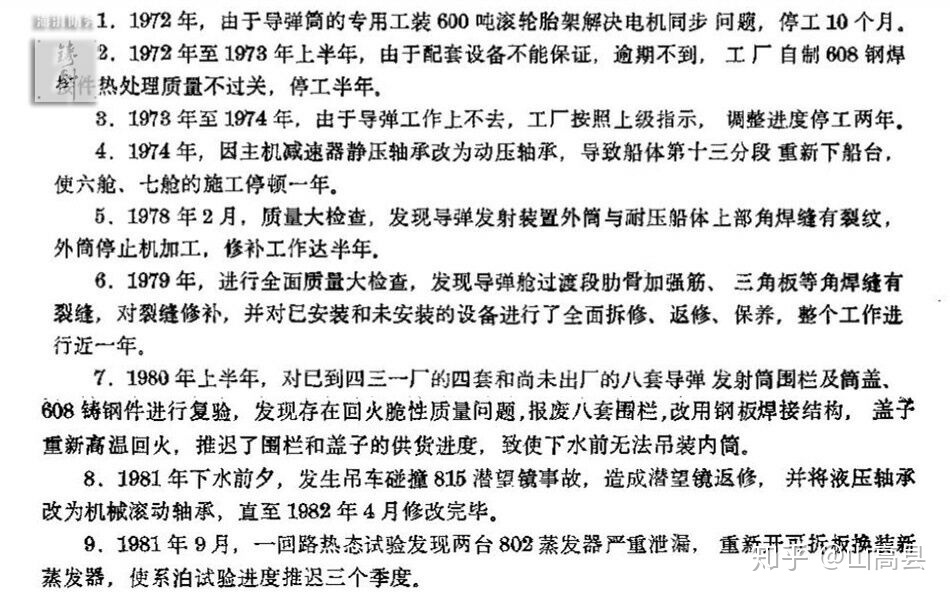 1．1972 年，由于导弹筒的专用工装 600 吨滚轮胎架解决电机同步 问题，停工 10 个月。
2．1972 年至 1973 年上半年，由于配套设备不能保证，逾期不到，工 厂 自制 608 钢焊
接件热处理质量不过关，停工半年。
3．1973 年至 1974 年，由于导弹工作上不去，工厂按照上级指示， 调整进度停工两年。
4．1974 年，因主机减速器静压轴承改为动压轴承，导致船体第十三分段 重新下船台，
使六舱、七舱的施工停顿一年。
5．1978 年 2 月，质量大检查，发现导弹发射装置外筒与耐压船体上部角焊缝有裂纹，
外筒停止机加工，修补工作达半年。
6．1979 年，进行全面质量大检查，发现导弹舱过渡段肋骨加强筋、 三角板等角焊缝有
裂缝，对裂缝修补，并对已安装和未安装的设备进行了全面拆修、返修、保养，整个工作进
行近一年。
7．1980 年上半年，对已到四三一厂的四套和尚未出厂的八套导弹 发射筒围栏及筒盖、
608 铸钢件进行复验，发现存在回火脆性质量问题，报废八套围栏，改用钢板焊接结构， 盖子
重新高温回火，推迟了围栏和盖子的供货进度，致使下水前无法吊装内筒。
8．1981 年下水前夕，发生吊车碰撞 815 潜望镜事故，造成潜望镜返修， 并将液压轴承
改为机械滚动轴承，直至 1982 年 4 月修改完毕。
9．1981 年 9 月，一回路热态试验发现两台 802 蒸发器严重泄漏， 重新开可拆板换装新
蒸发器，使系泊试验进度推迟三个季度。
知乎 @山高县